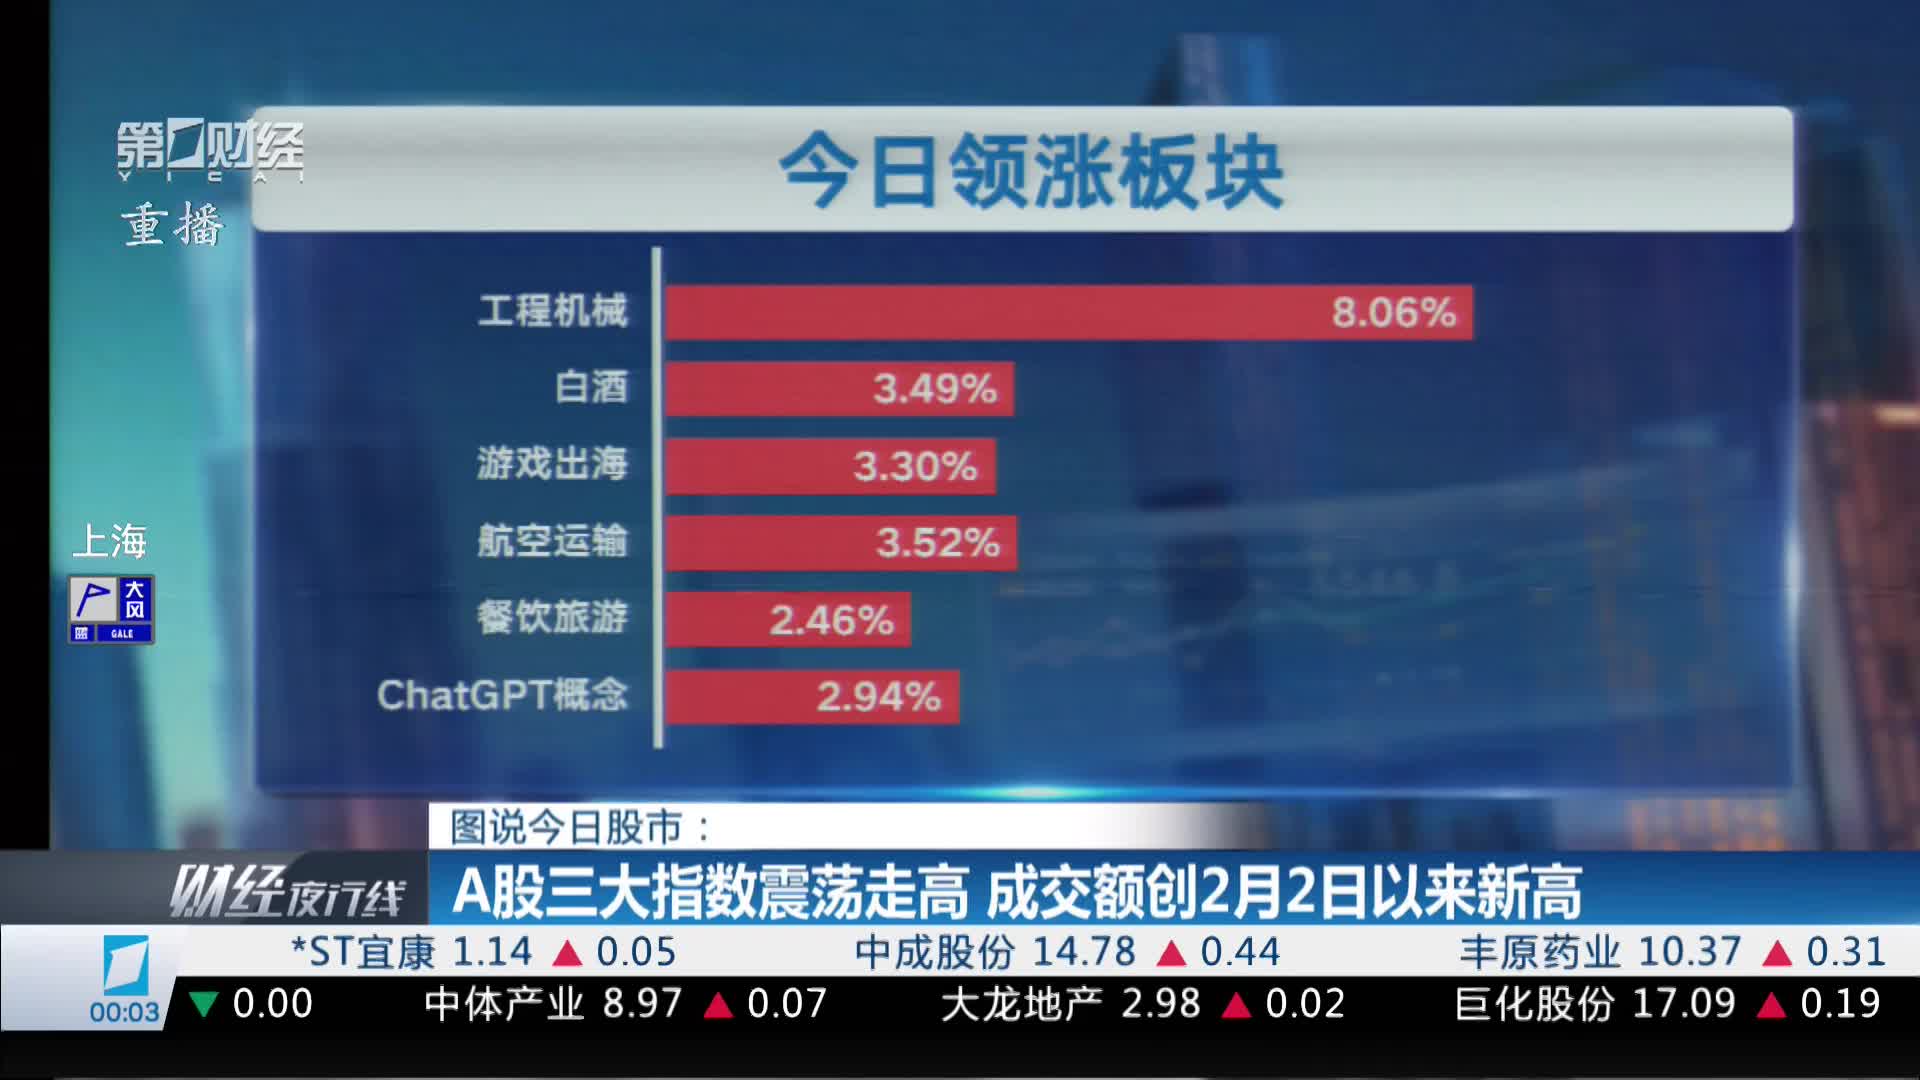 第一财经
YICAI
重播
今日领涨板块
工程机械 8.06%
白酒 3.49%
游戏出海 3.30%
航空运输 3.52%
餐饮旅游 2.46%
ChatGPT概念 2.94%
上海
大风
蓝 GALE
图说今日股市：
财经夜行线
A股三大指数震荡走高 成交额创2月2日以来新高
*ST宜康 1.14 ▲ 0.05 中成股份 14.78 ▲ 0.44 丰原药业 10.37 ▲ 0.31
00:03
▼ 0.00 中体产业 8.97 ▲ 0.07 大龙地产 2.98 ▲ 0.02 巨化股份 17.09 ▲ 0.19